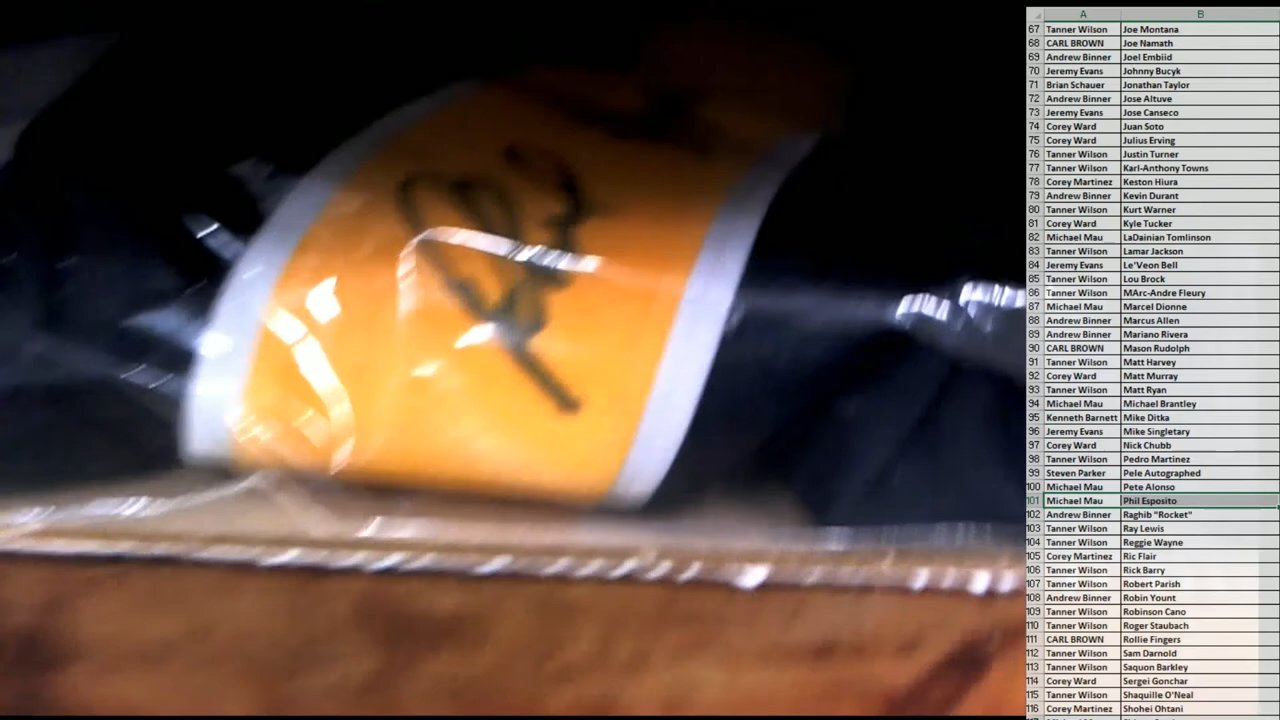 A B
67 Tanner Wilson Joe Montana
68 CARL BROWN Joe Namath
69 Andrew Binner Joel Embiid
70 Jeremy Evans Johnny Bucyk
71 Brian Schauer Jonathan Taylor
72 Andrew Binner Jose Altuve
73 Jeremy Evans Jose Canseco
74 Corey Ward Juan Soto
75 Corey Ward Julius Erving
76 Tanner Wilson Justin Turner
77 Tanner Wilson Karl-Anthony Towns
78 Corey Martinez Keston Hiura
79 Andrew Binner Kevin Durant
80 Tanner Wilson Kurt Warner
81 Corey Ward Kyle Tucker
82 Michael Mau LaDainian Tomlinson
83 Tanner Wilson Lamar Jackson
84 Jeremy Evans Le'Veon Bell
85 Tanner Wilson Lou Brock
86 Tanner Wilson MArc-Andre Fleury
87 Michael Mau Marcel Dionne
88 Andrew Binner Marcus Allen
89 Andrew Binner Mariano Rivera
90 CARL BROWN Mason Rudolph
91 Tanner Wilson Matt Harvey
92 Corey Ward Matt Murray
93 Tanner Wilson Matt Ryan
94 Michael Mau Michael Brantley
95 Kenneth Barnett Mike Ditka
96 Jeremy Evans Mike Singletary
97 Corey Ward Nick Chubb
98 Tanner Wilson Pedro Martinez
99 Steven Parker Pele Autographed
100 Michael Mau Pete Alonso
101 Michael Mau Phil Esposito
102 Andrew Binner Raghib "Rocket"
103 Tanner Wilson Ray Lewis
104 Tanner Wilson Reggie Wayne
105 Corey Martinez Ric Flair
106 Tanner Wilson Rick Barry
107 Tanner Wilson Robert Parish
108 Andrew Binner Robin Yount
109 Tanner Wilson Robinson Cano
110 Tanner Wilson Roger Staubach
111 CARL BROWN Rollie Fingers
112 Tanner Wilson Sam Darnold
113 Tanner Wilson Saquon Barkley
114 Corey Ward Sergei Gonchar
115 Tanner Wilson Shaquille O'Neal
116 Corey Martinez Shohei Ohtani